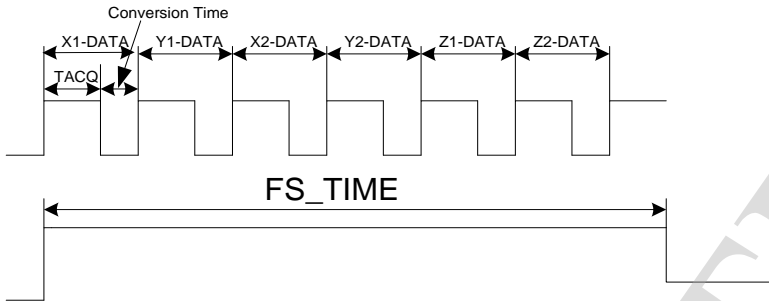 Conversion Time
X1-DATA Y1-DATA X2-DATA Y2-DATA Z1-DATA Z2-DATA
TACQ
FS_TIME